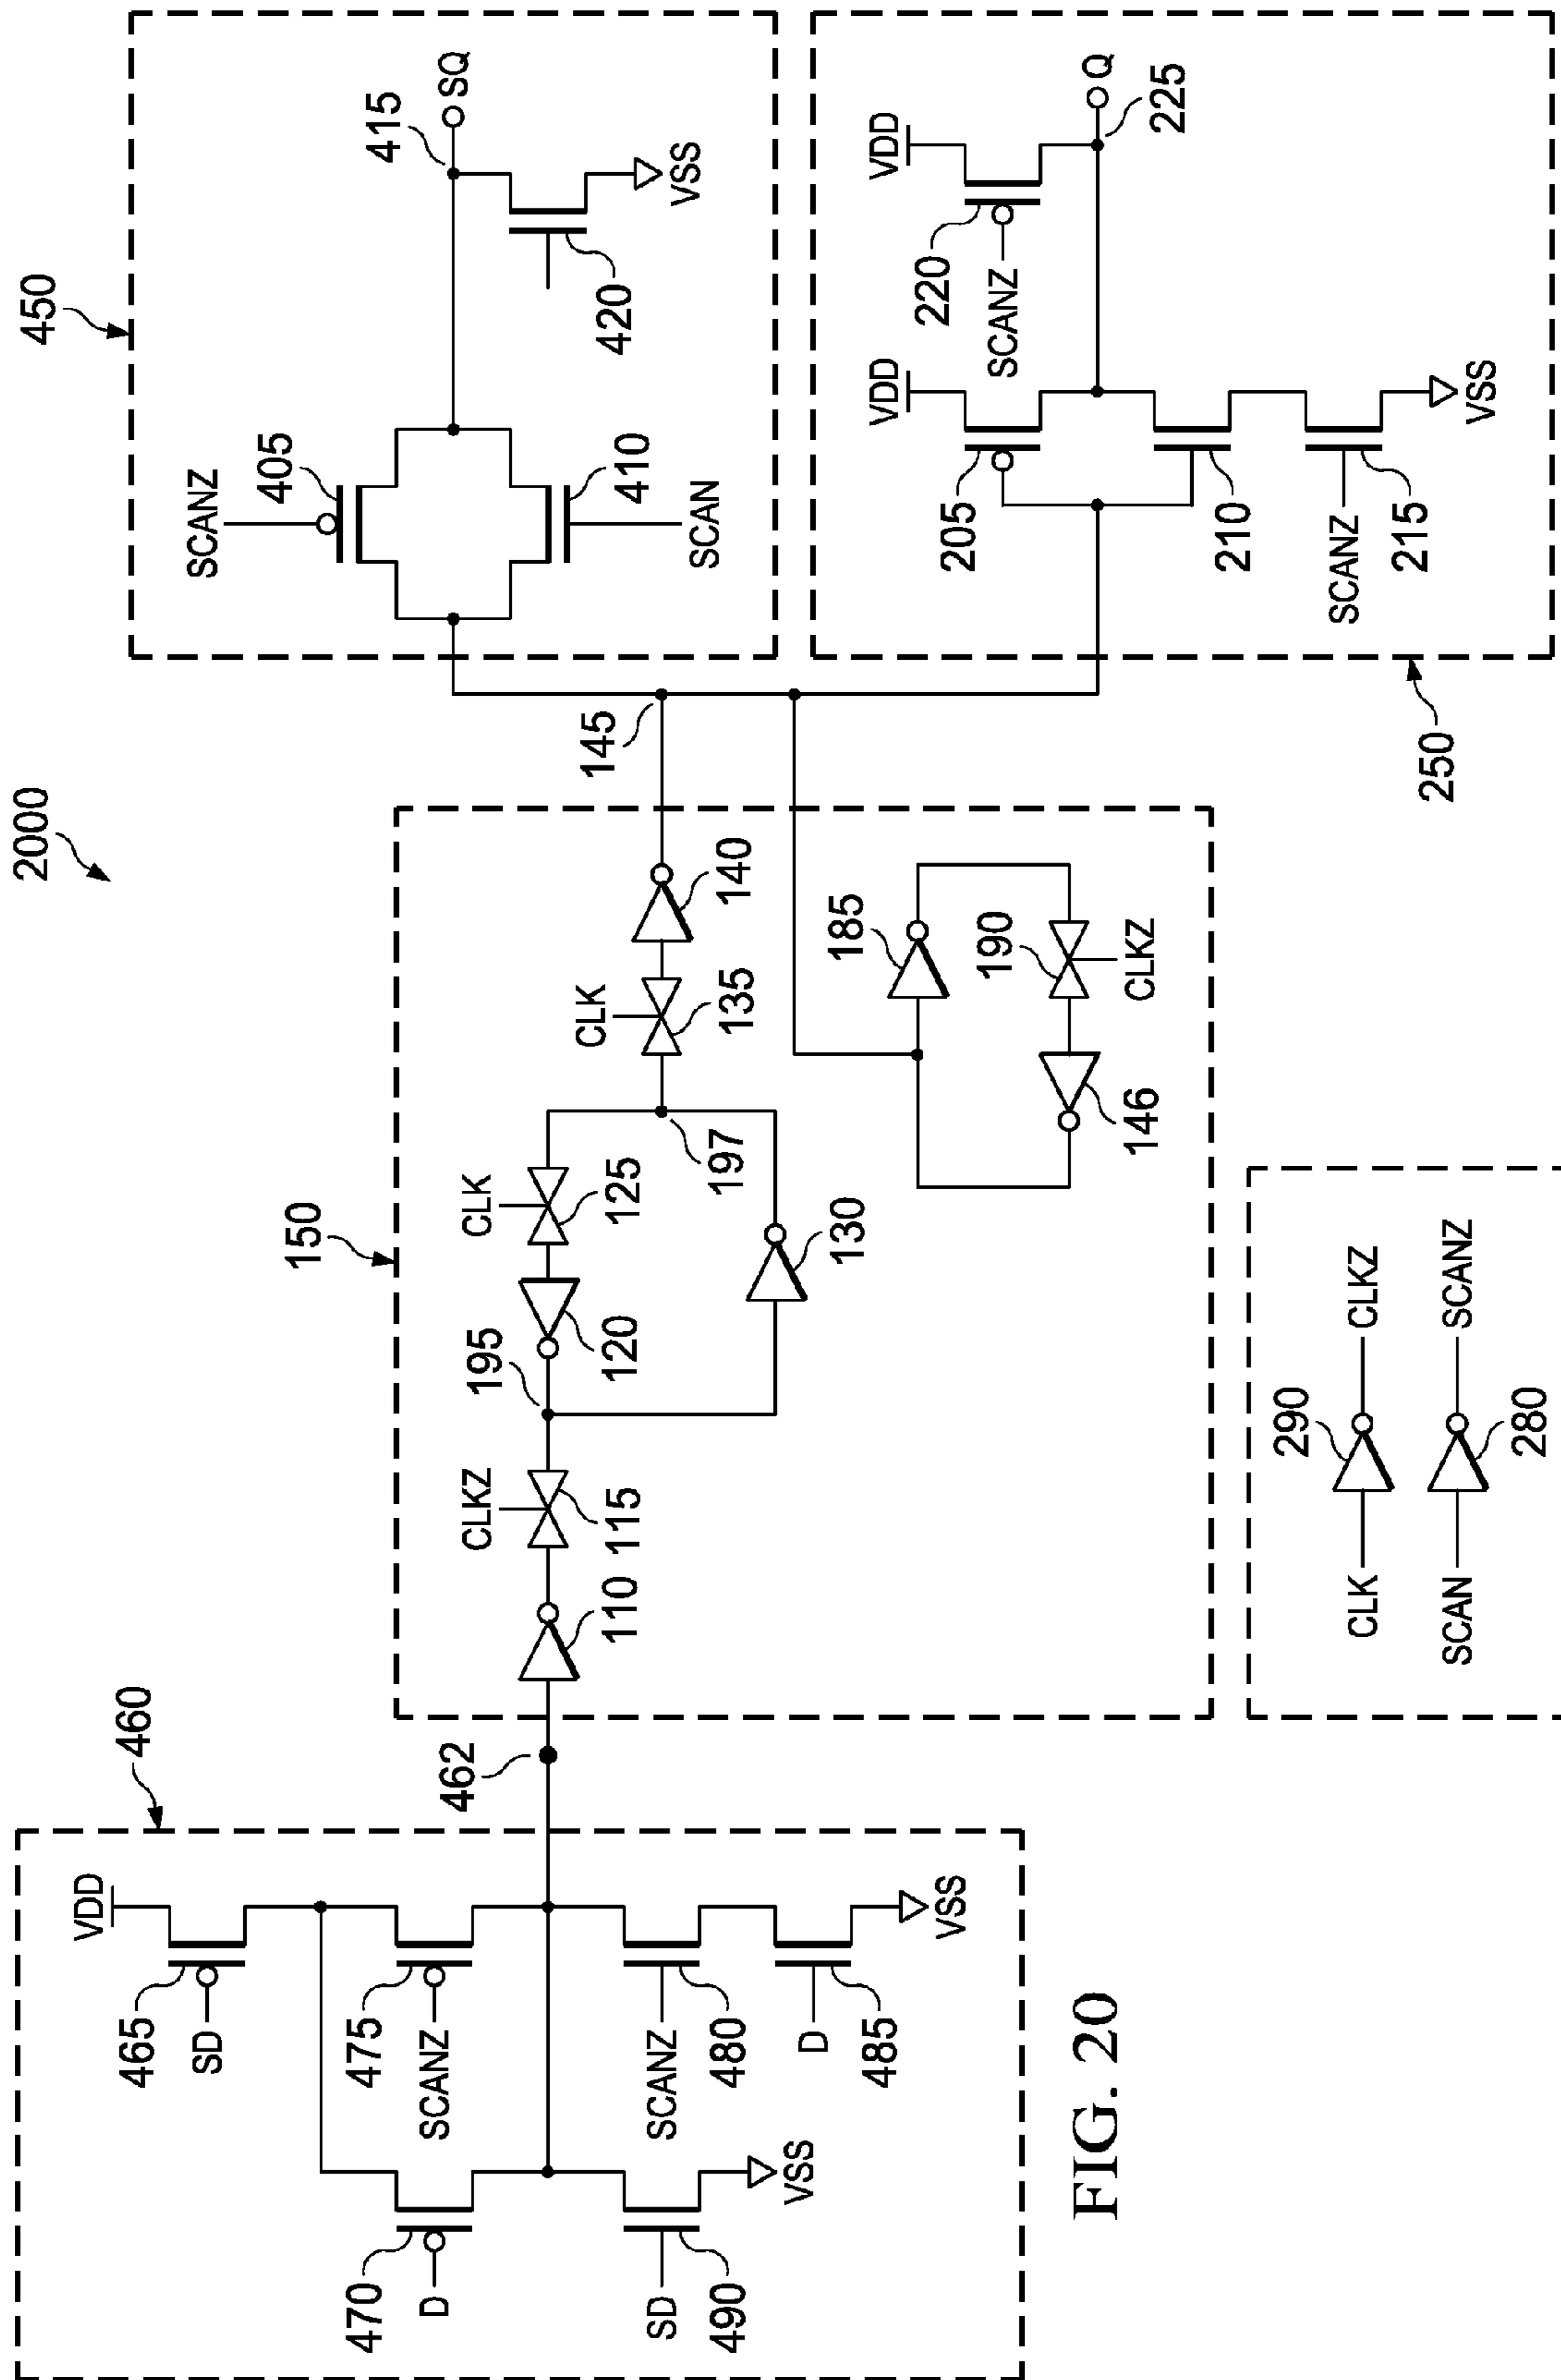 2000
460
VDD
465
SD
475
SCANZ
470
D
SCANZ
480
D
485
SD
490
VSS
VSS
462
150
110
CLKZ
115
195
120
CLK
125
130
197
CLK
135
140
185
190
CLKZ
146
145
450
SCANZ
405
410
SCAN
415
SQ
420
VSS
250
VDD
205
210
SCANZ
215
VSS
VDD
220
SCANZ
Q
225
CLK
290
CLKZ
SCAN
280
SCANZ
FIG. 20